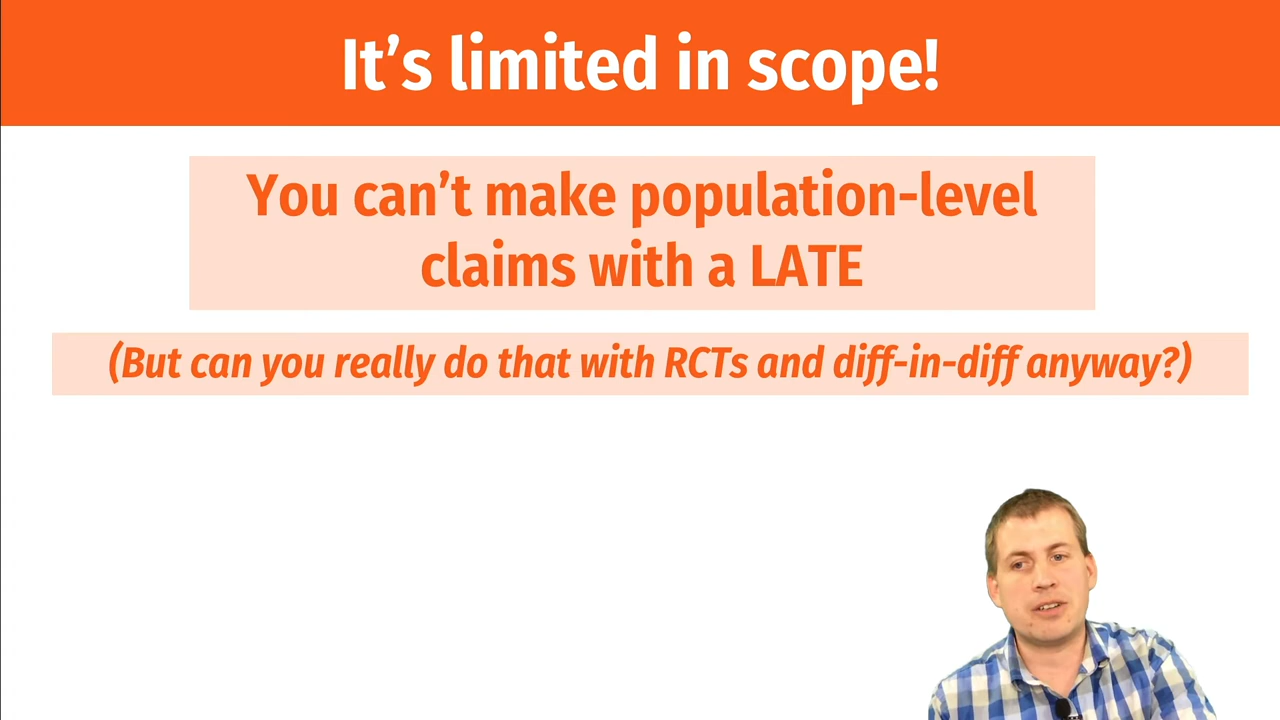 It’s limited in scope!
You can’t make population-level
claims with a LATE
(But can you really do that with RCTs and diff-in-diff anyway?)